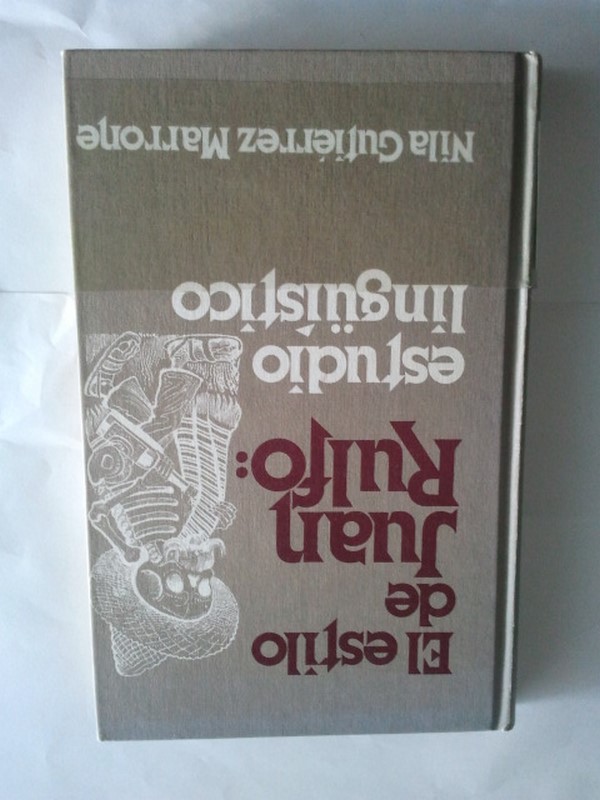 El estilo
de
Juan
Rulfo:
estudio
lingüístico
Nila Gutiérrez Marrone